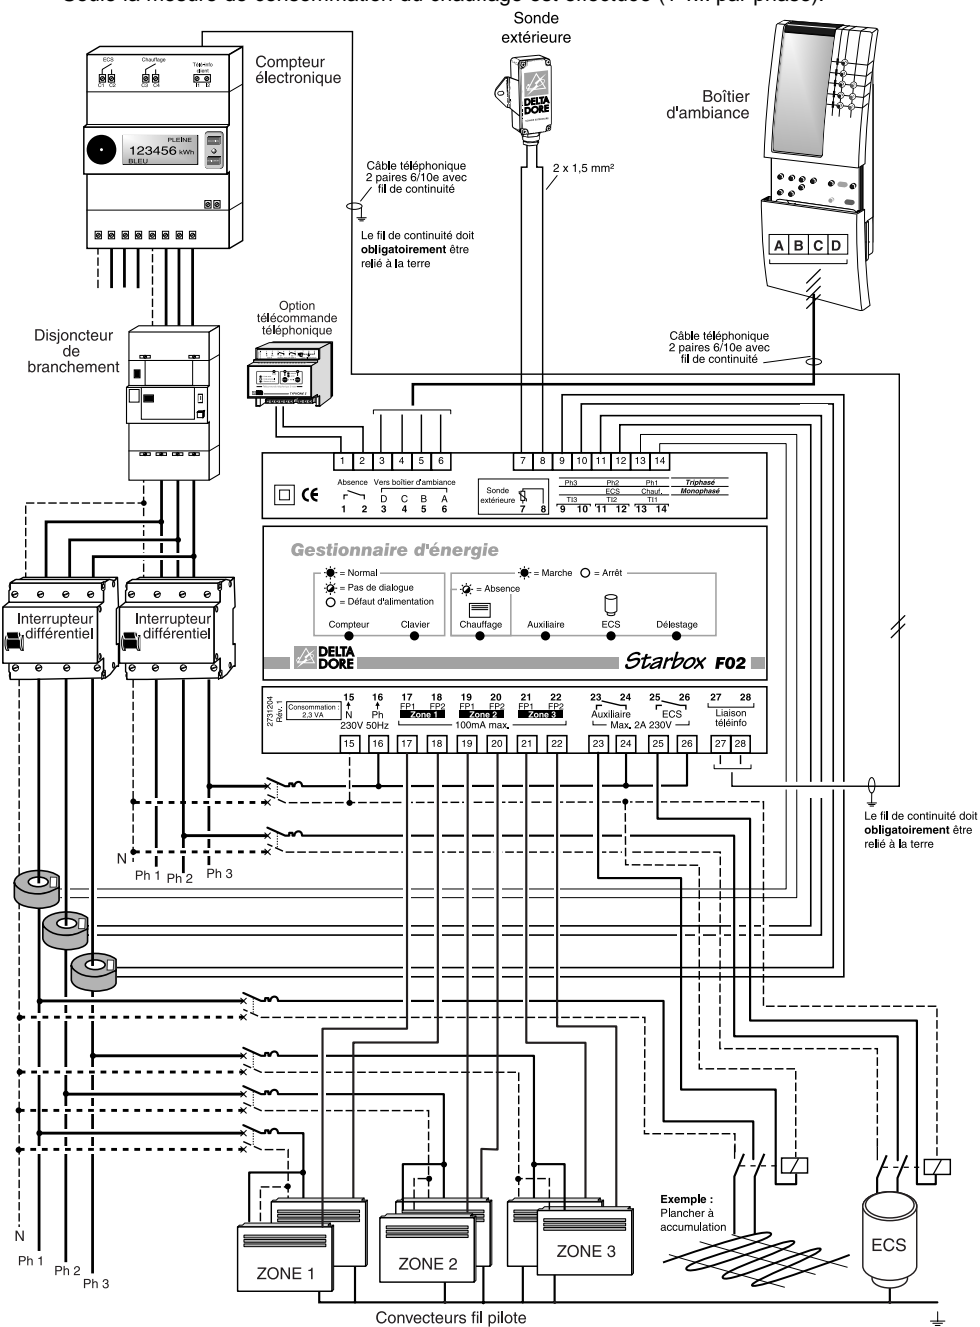 Seule la mesure de consommation du chauffage est effectuée (1 TI par phase).
Sonde
extérieure
Compteur
électronique
ECS
Chauffage
Télé-info
client
C1 C2
C3 C4
I1 I2
PLEINE
123456 kWh
BLEU
DELTA
DORE
Boîtier
d'ambiance
A B C D
Câble téléphonique
2 paires 6/10e avec
fil de continuité
2 x 1,5 mm²
Le fil de continuité doit
obligatoirement être
relié à la terre
Option
télécommande
téléphonique
Disjoncteur
de
branchement
Câble téléphonique
2 paires 6/10e avec
fil de continuité
1 2 3 4 5 6
7 8 9 10 11 12 13 14
CE
Absence
1 2
Vers boîtier d'ambiance
D C B A
3 4 5 6
Sonde
extérieure
7 8
Ph3 Ph2 Ph1 Triphasé
ECS Chauf. Monophasé
TI3 TI2 TI1
9 10 11 12 13 14
Gestionnaire d'énergie
= Normal
= Pas de dialogue
= Défaut d'alimentation
= Marche
= Arrêt
= Absence
Compteur
Clavier
Chauffage
Auxiliaire
ECS
Délestage
DELTA
DORE
Starbox F02
Interrupteur
différentiel
Interrupteur
différentiel
2731204
Rév. 1
Consommation :
2,3 VA
15 16 17 18 19 20 21 22 23 24 25 26 27 28
N Ph
230V 50Hz
FP1 FP2 FP1 FP2 FP1 FP2
Zone 1 Zone 2 Zone 3
100mA max.
Auxiliaire
ECS
Max. 2A 230V
Liaison
téléinfo
15 16 17 18 19 20 21 22 23 24 25 26 27 28
Le fil de continuité doit
obligatoirement être
relié à la terre
N
Ph 1
Ph 2
Ph 3
Exemple :
Plancher à
accumulation
ECS
N
Ph 1
Ph 2
Ph 3
ZONE 1
ZONE 2
ZONE 3
Convecteurs fil pilote